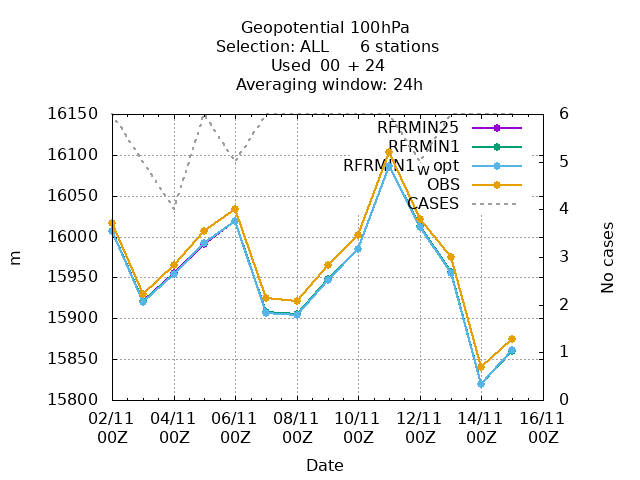 Geopotential 100hPa
Selection: ALL      6 stations
Used  00  + 24
Averaging window: 24h
16150
16100
16050
16000
15950
15900
15850
15800
m
6
5
4
3
2
1
0
No cases
RFRMIN25
RFRMIN1
RFRMIN1_wopt
OBS
CASES
02/11 04/11 06/11 08/11 10/11 12/11 14/11 16/11
00Z 00Z 00Z 00Z 00Z 00Z 00Z 00Z
Date